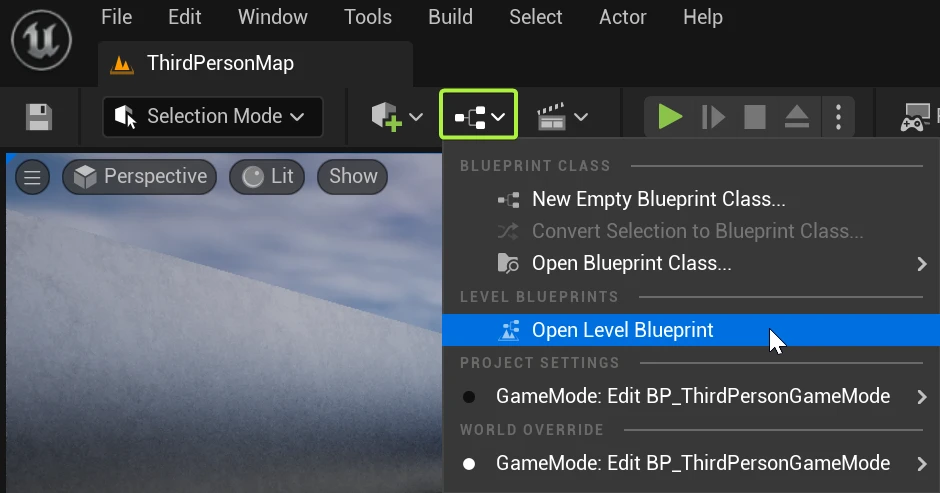 File Edit Window Tools Build Select Actor Help
ThirdPersonMap
Selection Mode
Perspective Lit Show
BLUEPRINT CLASS
New Empty Blueprint Class...
Convert Selection to Blueprint Class...
Open Blueprint Class...
LEVEL BLUEPRINTS
Open Level Blueprint
PROJECT SETTINGS
GameMode: Edit BP_ThirdPersonGameMode
WORLD OVERRIDE
GameMode: Edit BP_ThirdPersonGameMode